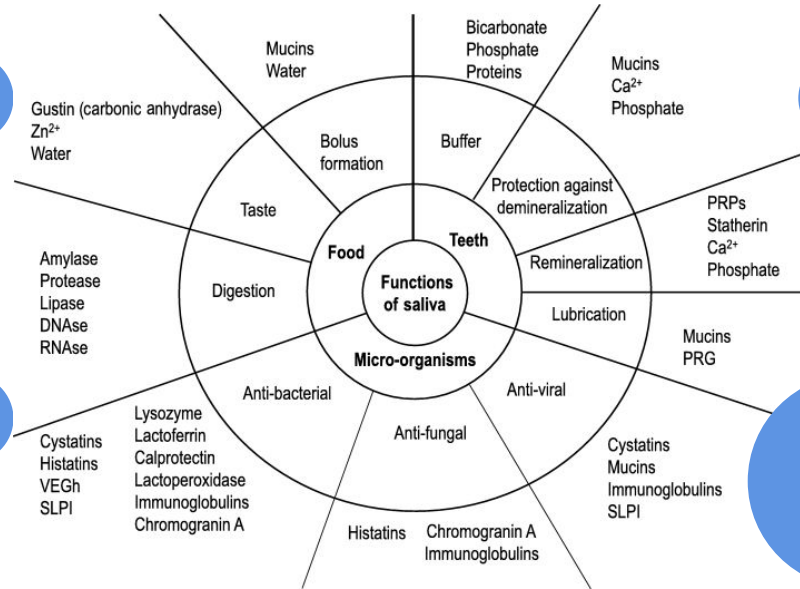 Mucins
Water
Bicarbonate
Phosphate
Proteins
Mucins
Ca²⁺
Phosphate
Gustin (carbonic anhydrase)
Zn²⁺
Water
Bolus
formation
Buffer
Taste
Protection against
demineralization
PRPs
Statherin
Ca²⁺
Phosphate
Food
Teeth
Amylase
Protease
Lipase
DNAse
RNAse
Digestion
Functions
of saliva
Remineralization
Lubrication
Mucins
PRG
Micro-organisms
Anti-bacterial
Anti-fungal
Anti-viral
Cystatins
Histatins
VEGh
SLPI
Lysozyme
Lactoferrin
Calprotectin
Lactoperoxidase
Immunoglobulins
Chromogranin A
Histatins
Chromogranin A
Immunoglobulins
Cystatins
Mucins
Immunoglobulins
SLPI